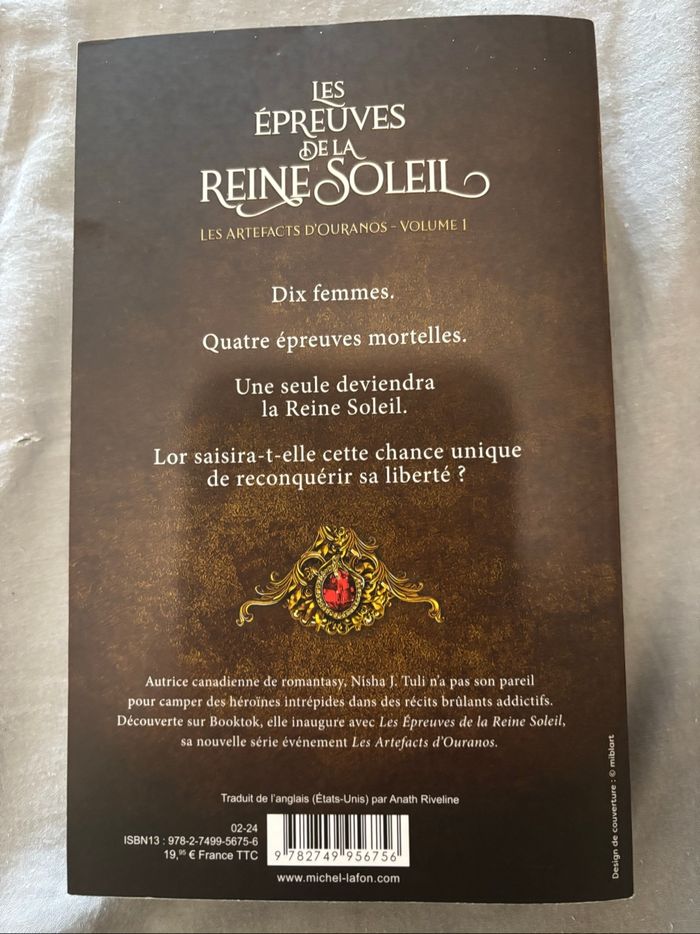 LES
ÉPREUVES
DE LA
REINE SOLEIL
LES ARTEFACTS D'OURANOS – VOLUME 1
Dix femmes.
Quatre épreuves mortelles.
Une seule deviendra
la Reine Soleil.
Lor saisira-t-elle cette chance unique
de reconquérir sa liberté ?
Autrice canadienne de romantasy, Nisha J. Tuli n'a pas son pareil
pour camper des héroïnes intrépides dans des récits brûlants addictifs.
Découverte sur Booktok, elle inaugure avec Les Épreuves de la Reine Soleil,
sa nouvelle série événement Les Artefacts d'Ouranos.
Traduit de l'anglais (États-Unis) par Anath Riveline
02-24
ISBN13 : 978-2-7499-5675-6
19,95 € France TTC
9 782749 956756
www.michel-lafon.com
Design de couverture : © miblart